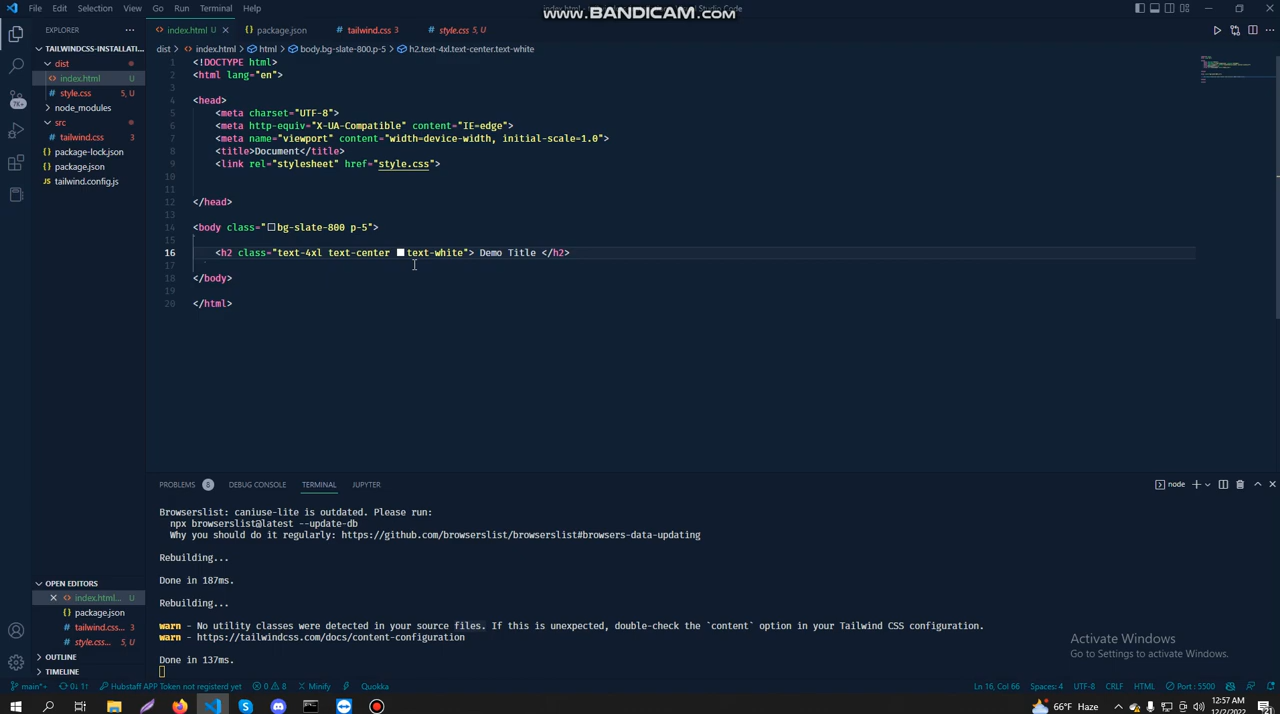 File Edit Selection View Go Run Terminal Help
index.html
Studio Code
www.BANDICAM.com
EXPLORER
index.html U
package.json
tailwind.css 3
style.css 5, U
TAILWINDCSS-INSTALLATI...
dist > index.html > html > body.bg-slate-800.p-5 > h2.text-4xl.text-center.text-white
dist
index.html U
style.css 5, U
node_modules
src
tailwind.css 3
package-lock.json
package.json
tailwind.config.js
7K+
1 <!DOCTYPE html>
2 <html lang="en">
3
4 <head>
5 <meta charset="UTF-8">
6 <meta http-equiv="X-UA-Compatible" content="IE=edge">
7 <meta name="viewport" content="width=device-width, initial-scale=1.0">
8 <title>Document</title>
9 <link rel="stylesheet" href="style.css">
10
11
12 </head>
13
14 <body class="bg-slate-800 p-5">
15
16 <h2 class="text-4xl text-center text-white"> Demo Title </h2>
17
18 </body>
19
20 </html>
PROBLEMS 8 DEBUG CONSOLE TERMINAL JUPYTER
node
Browserslist: caniuse-lite is outdated. Please run:
npx browserslist@latest --update-db
Why you should do it regularly: https://github.com/browserslist/browserslist#browsers-data-updating
Rebuilding...
Done in 187ms.
Rebuilding...
warn - No utility classes were detected in your source files. If this is unexpected, double-check the `content` option in your Tailwind CSS configuration.
warn - https://tailwindcss.com/docs/content-configuration
Done in 137ms.
OPEN EDITORS
index.html... U
package.json
tailwind.css... 3
style.css... 5, U
OUTLINE
TIMELINE
Activate Windows
Go to Settings to activate Windows.
main*+ 0↓ 1↑ Hubstaff APP Token not registerd yet 0 8 Minify Quokka
Ln 16, Col 66 Spaces: 4 UTF-8 CRLF HTML Port : 5500
66°F Haze
12:57 AM
12/2/2022